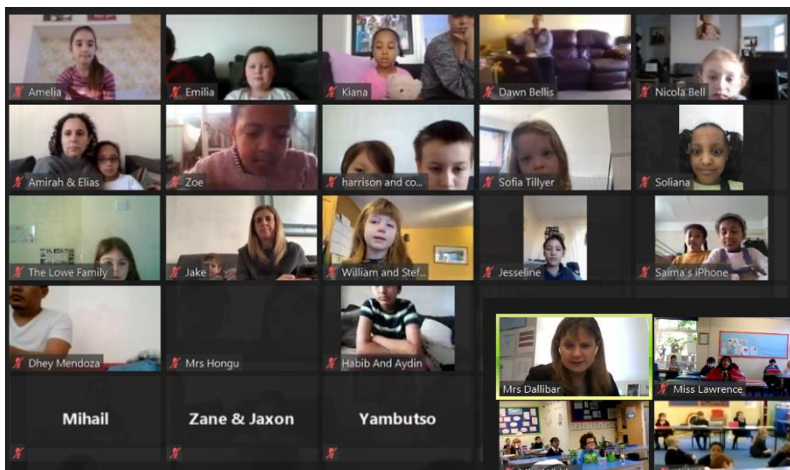 Amelia
Emilia
Kiana
Dawn Bellis
Nicola Bell
Amirah & Elias
Zoe
harrison and co...
Sofia Tillyer
Soliana
The Lowe Family
Jake
William and Stef...
Jesseline
Saima's iPhone
Dhey Mendoza
Mrs Hongu
Habib And Aydin
Mrs Dallibar
Miss Lawrence
Mihail
Zane & Jaxon
Yambutso